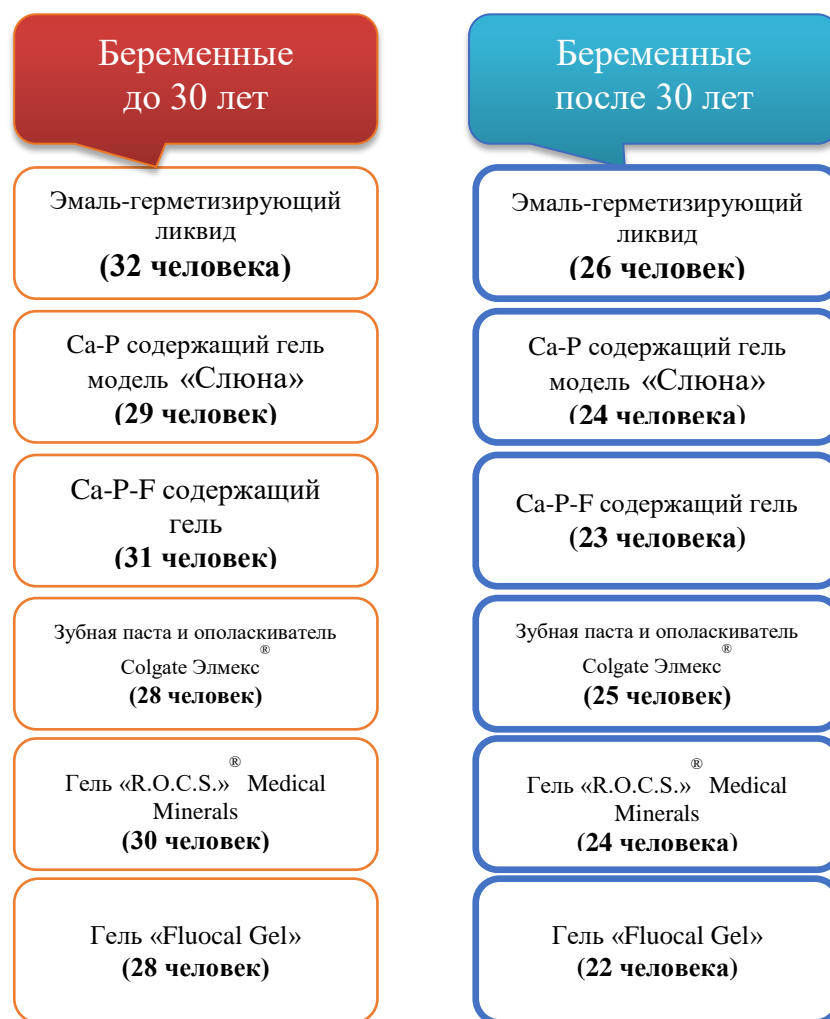 Беременные
до 30 лет
Эмаль-герметизирующий
ликвид
(32 человека)
Ca-P содержащий гель
модель «Слюна»
(29 человек)
Ca-P-F содержащий
гель
(31 человек)
Зубная паста и ополаскиватель
Colgate Элмекс®
(28 человек)
Гель «R.O.C.S.»® Medical
Minerals
(30 человек)
Гель «Fluocal Gel»
(28 человек)
Беременные
после 30 лет
Эмаль-герметизирующий
ликвид
(26 человек)
Ca-P содержащий гель
модель «Слюна»
(24 человека)
Ca-P-F содержащий гель
(23 человека)
Зубная паста и ополаскиватель
Colgate Элмекс®
(25 человек)
Гель «R.O.C.S.»® Medical
Minerals
(24 человека)
Гель «Fluocal Gel»
(22 человека)